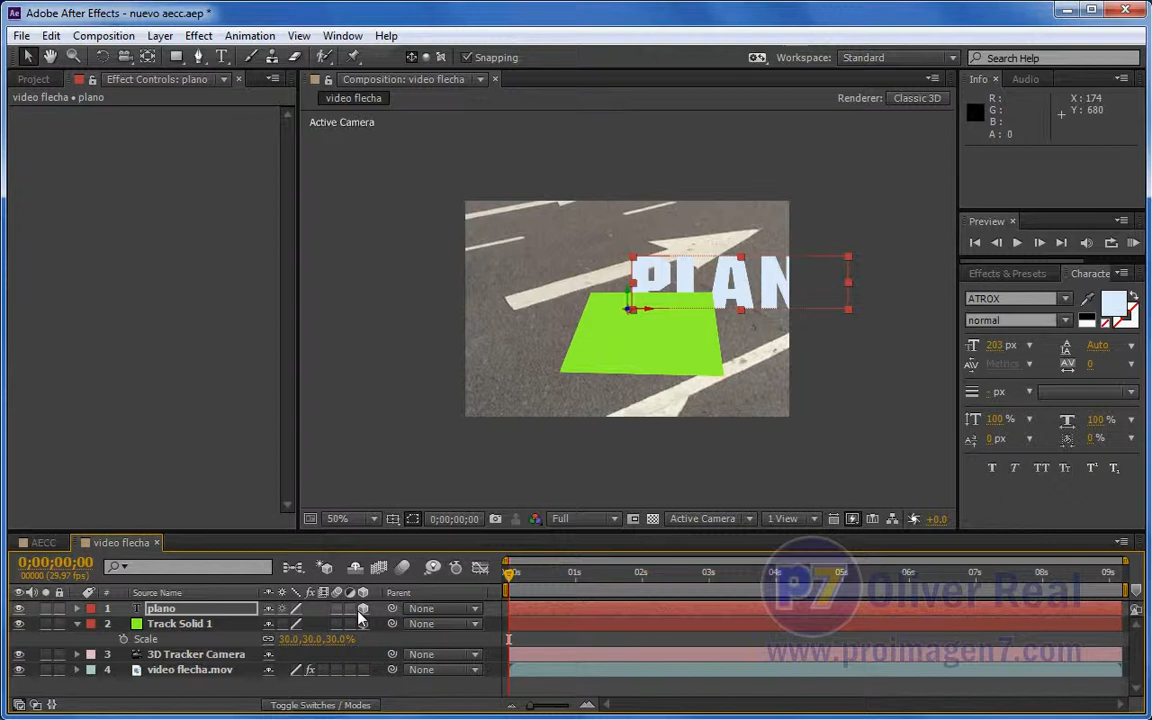 Adobe After Effects - nuevo aecc.aep *
File Edit Composition Layer Effect Animation View Window Help
Snapping
Workspace: Standard
Search Help
Project
Effect Controls: plano
Composition: video flecha
Info
Audio
plano
video flecha • plano
video flecha
Renderer: Classic 3D
Active Camera
R:
G:
B:
A: 0
X: 174
Y: 680
Preview
Effects & Presets
Characte
PLAN
ATROX
normal
203 px
Auto
Metrics
0
- px
100 %
100 %
0 px
0 %
T T TT Tt T¹ T₁
50%
0;00;00;00
Full
Active Camera
1 View
+0.0
AECC
video flecha
0;00;00;00
00000 (29.97 fps)
Source Name
Parent
01s 02s 03s 04s 05s 06s 07s 08s 09s
1 plano None
2 Track Solid 1 None
Scale 30.0,30.0,30.0%
3 3D Tracker Camera None
4 video flecha.mov None
Toggle Switches / Modes
P7 Oliver Real
www.proimagen7.com